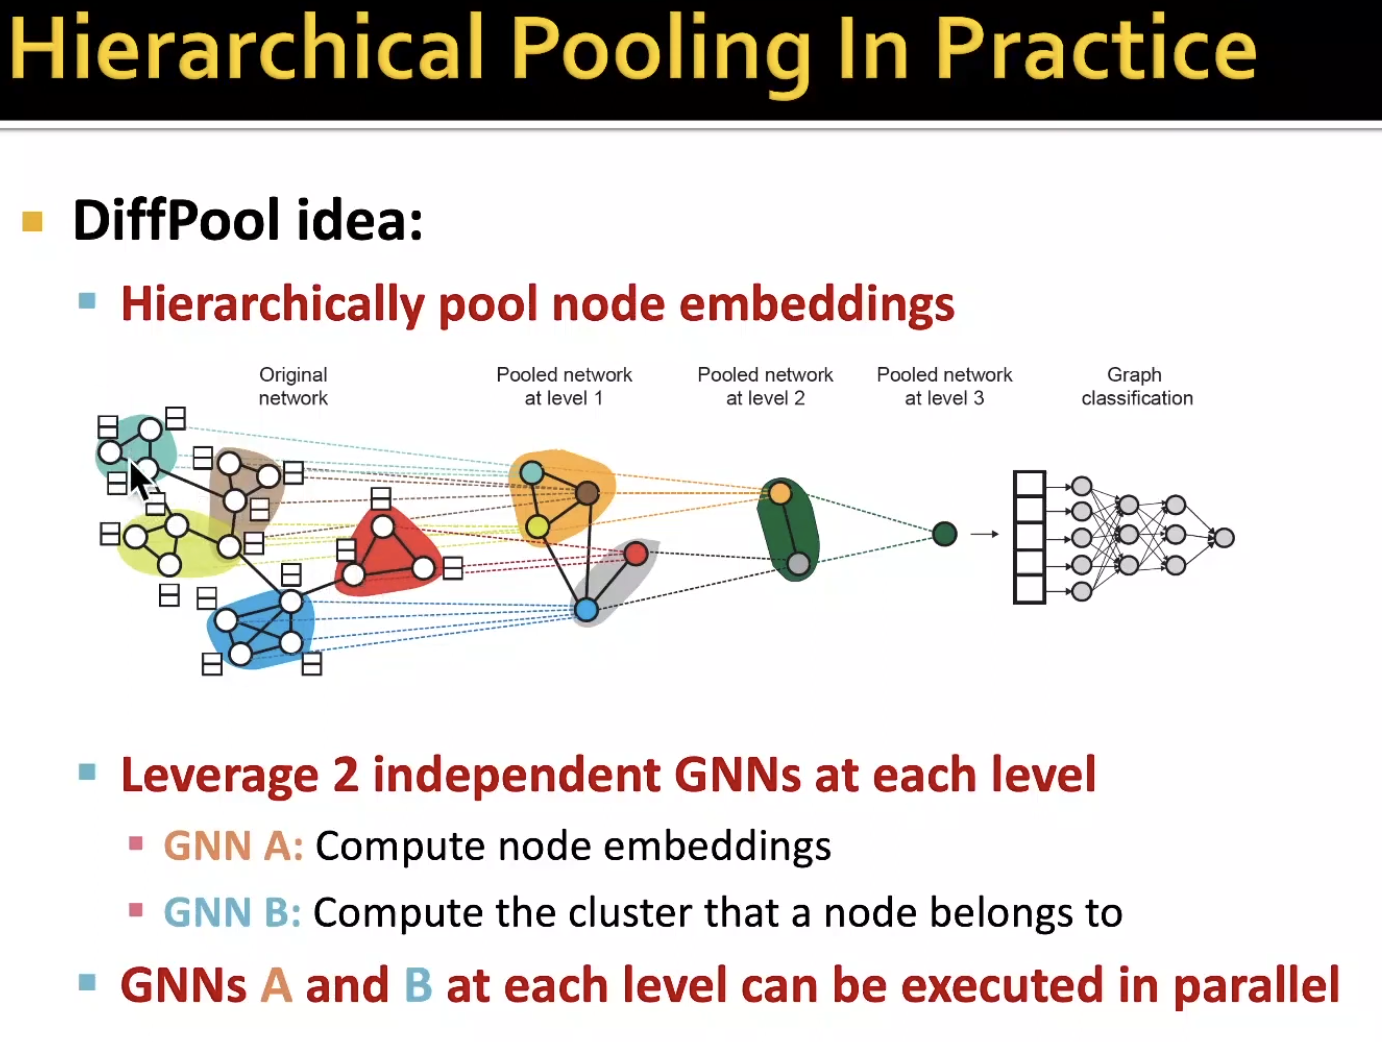 Hierarchical Pooling In Practice
DiffPool idea:
Hierarchically pool node embeddings
Original
network
Pooled network
at level 1
Pooled network
at level 2
Pooled network
at level 3
Graph
classification
Leverage 2 independent GNNs at each level
GNN A: Compute node embeddings
GNN B: Compute the cluster that a node belongs to
GNNs A and B at each level can be executed in parallel